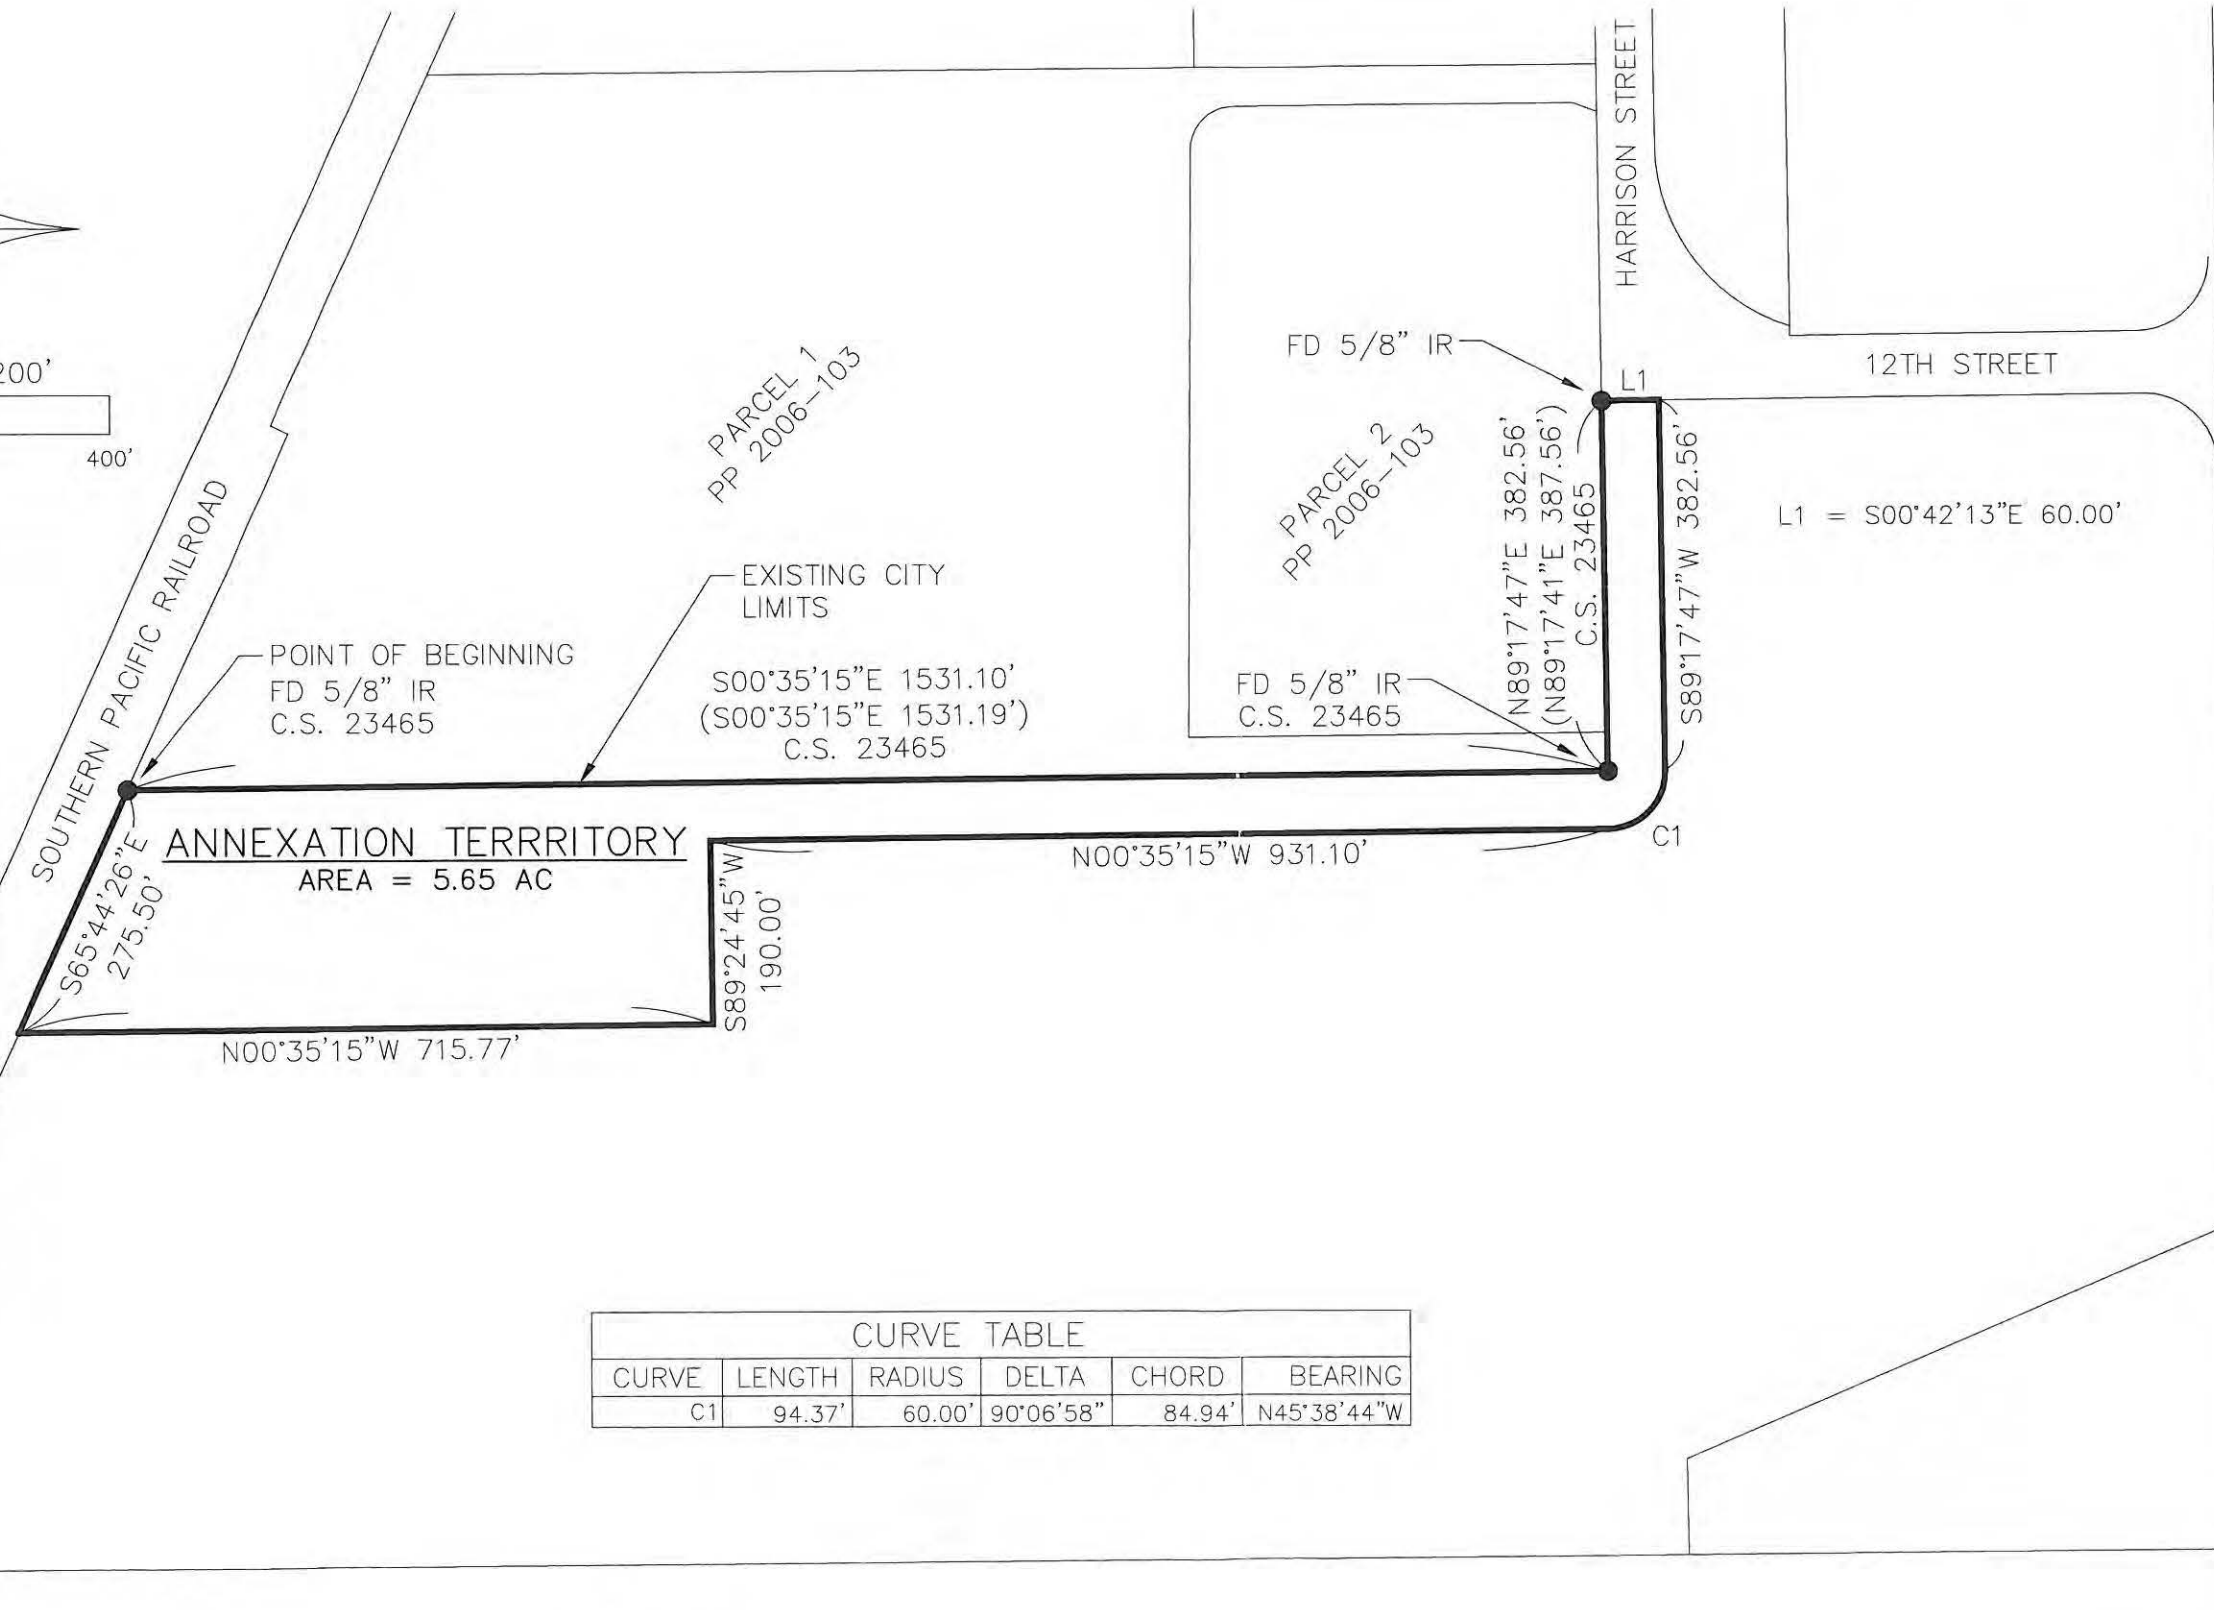 HARRISON STREET
FD 5/8" IR
L1
12TH STREET
200'
400'
PARCEL 1
PP 2006-103
PARCEL 2
PP 2006-103
N89°17'47"E 382.56'
(N89°17'41"E 387.56')
C.S. 23465
S89°17'47"W 382.56'
L1 = S00°42'13"E 60.00'
SOUTHERN PACIFIC RAILROAD
EXISTING CITY
LIMITS
POINT OF BEGINNING
FD 5/8" IR
C.S. 23465
S00°35'15"E 1531.10'
(S00°35'15"E 1531.19')
C.S. 23465
FD 5/8" IR
C.S. 23465
ANNEXATION TERRRITORY
AREA = 5.65 AC
C1
N00°35'15"W 931.10'
S65°44'26"E
275.50'
S89°24'45"W
190.00'
N00°35'15"W 715.77'
CURVE TABLE
CURVE LENGTH RADIUS DELTA CHORD BEARING
C1 94.37' 60.00' 90°06'58" 84.94' N45°38'44"W